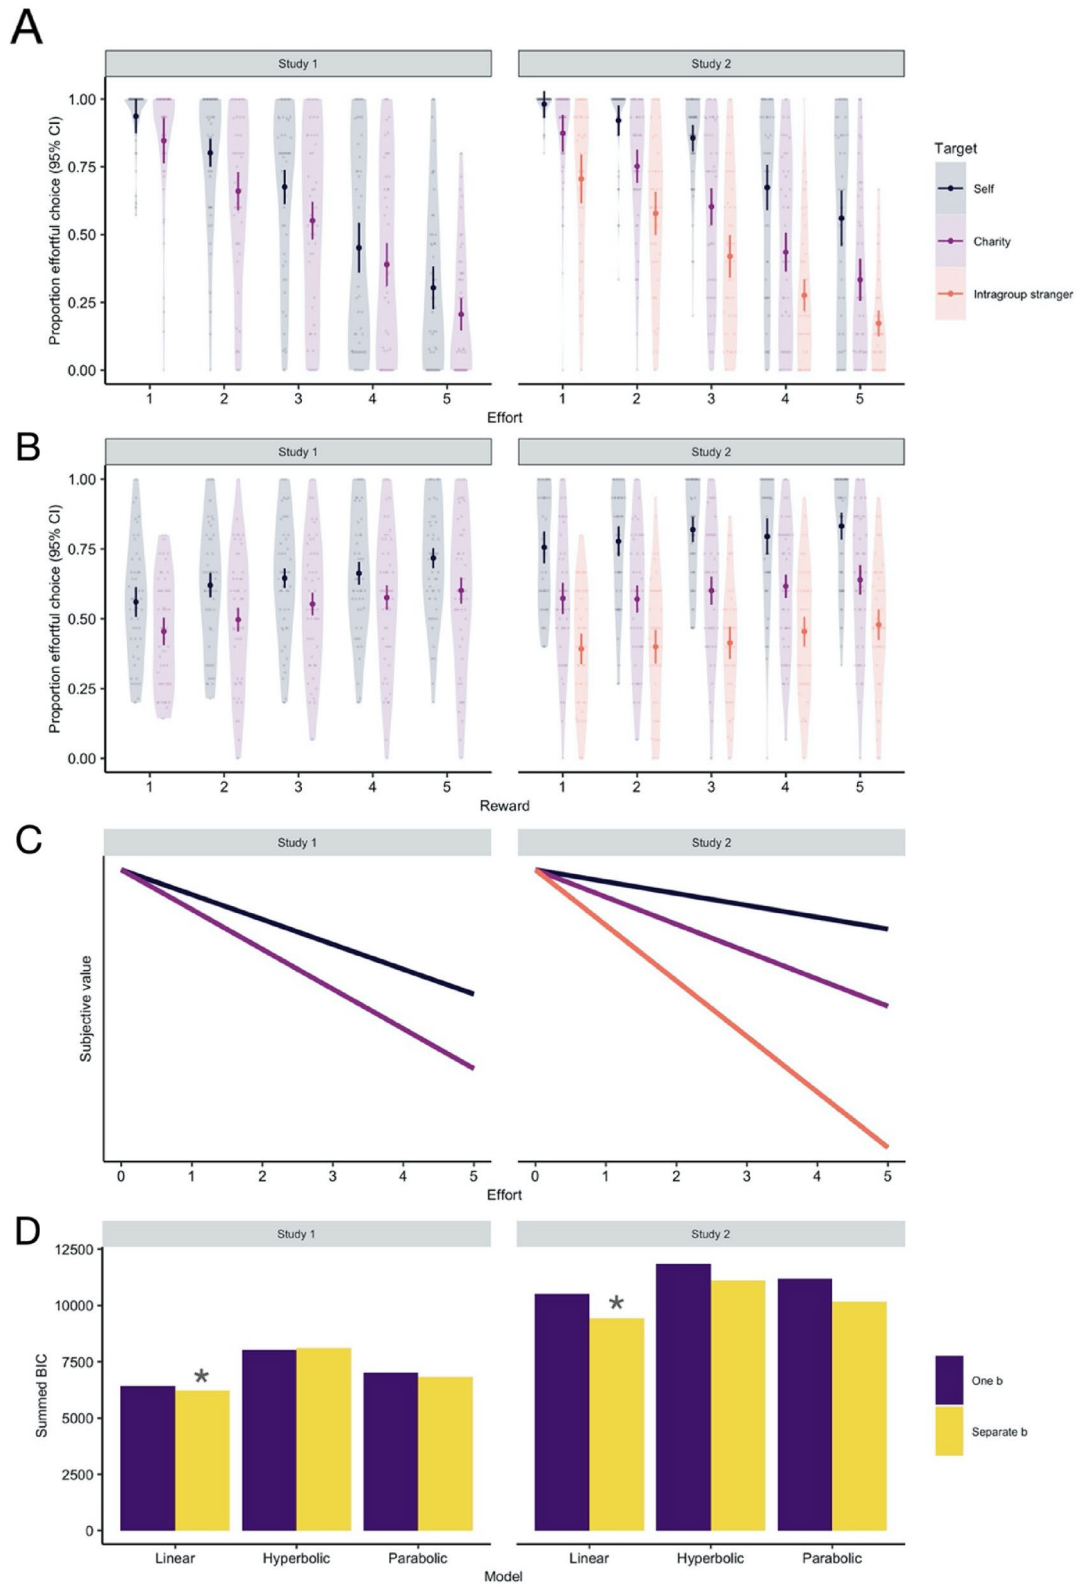 A
Study 1
Study 2
Proportion effortful choice (95% CI)
1.00
0.75
0.50
0.25
0.00
1 2 3 4 5
1 2 3 4 5
Effort
Target
Self
Charity
Intragroup stranger
B
Study 1
Study 2
Proportion effortful choice (95% CI)
1.00
0.75
0.50
0.25
0.00
1 2 3 4 5
1 2 3 4 5
Reward
C
Study 1
Study 2
Subjective value
0 1 2 3 4 5
0 1 2 3 4 5
Effort
D
Study 1
Study 2
Summed BIC
12500
10000
7500
5000
2500
0
*
*
Linear Hyperbolic Parabolic
Linear Hyperbolic Parabolic
Model
One b
Separate b